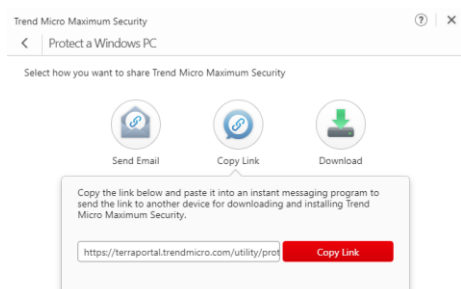 Trend Micro Maximum Security
Protect a Windows PC
Select how you want to share Trend Micro Maximum Security
Send Email
Copy Link
Download
Copy the link below and paste it into an instant messaging program to
send the link to another device for downloading and installing Trend
Micro Maximum Security.
https://terraportal.trendmicro.com/utility/prot
Copy Link